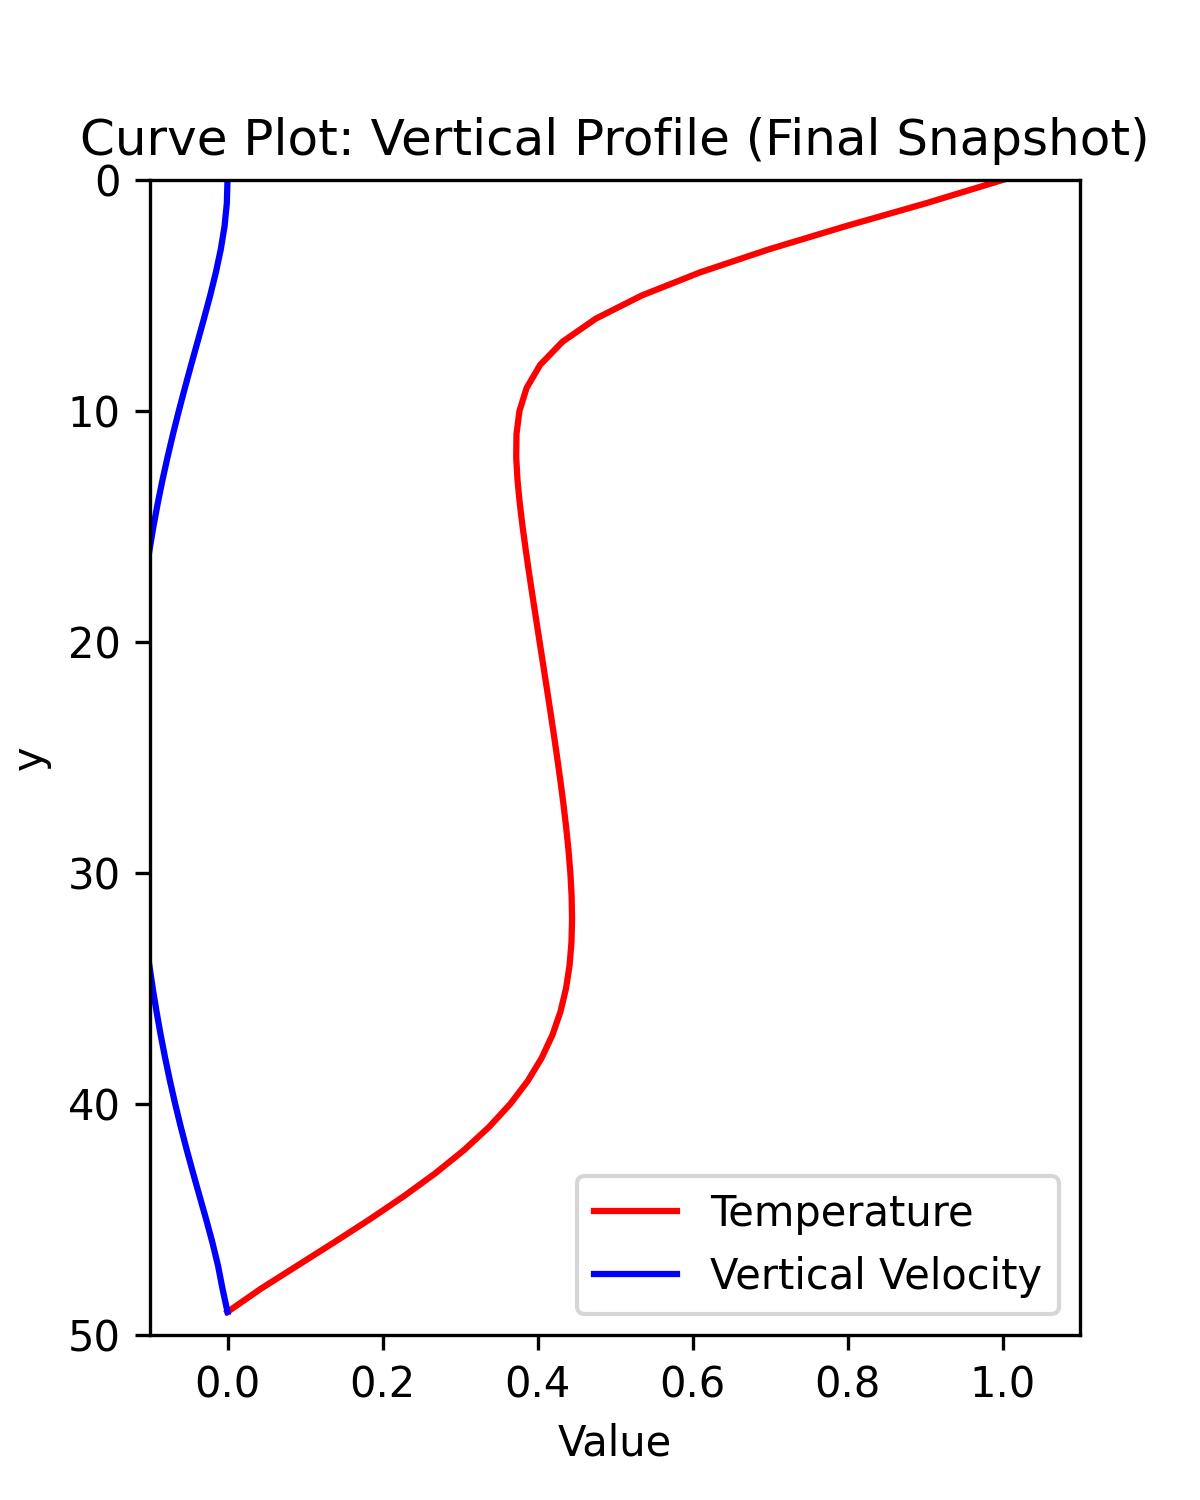 Curve Plot: Vertical Profile (Final Snapshot)
0
10
20
30
40
50
y
0.0 0.2 0.4 0.6 0.8 1.0
Value
Temperature
Vertical Velocity